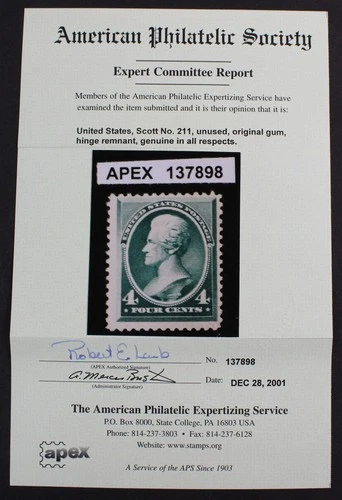 American Philatelic Society
Expert Committee Report
Members of the American Philatelic Expertizing Service have
examined the item submitted and it is their opinion that it is:
United States, Scott No. 211, unused, original gum,
hinge remnant, genuine in all respects.
APEX 137898
UNITED STATES POSTAGE
4 4
FOUR CENTS
Robert E. Lamb
(APEX Authorized Signature)
No. 137898
(Administrator Signature)
Date: DEC 28, 2001
The American Philatelic Expertizing Service
P.O. Box 8000, State College, PA 16803 USA
Phone: 814-237-3803 • Fax: 814-237-6128
Website: www.stamps.org
apex
A Service of the APS Since 1903